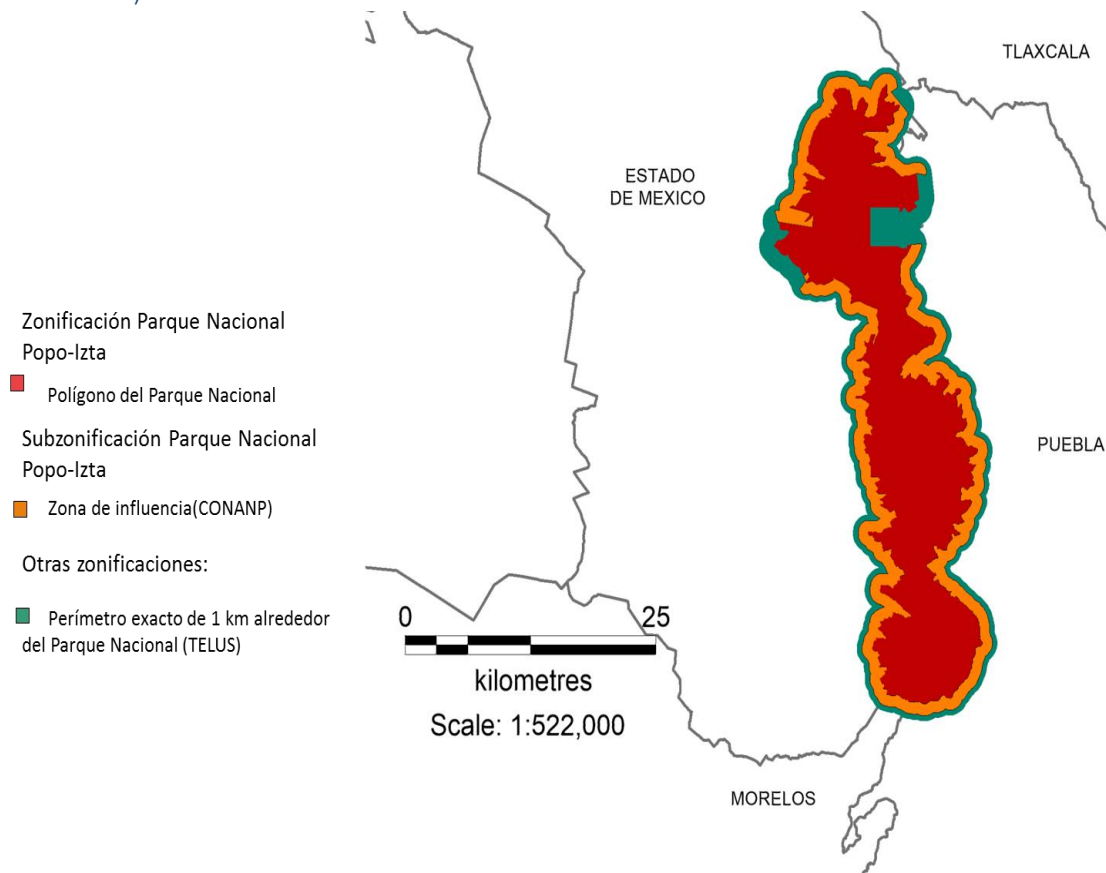 Zonificación Parque Nacional
Popo-Izta
Polígono del Parque Nacional
Subzonificación Parque Nacional
Popo-Izta
Zona de influencia(CONANP)
Otras zonificaciones:
Perímetro exacto de 1 km alrededor
del Parque Nacional (TELUS)
TLAXCALA
ESTADO
DE MEXICO
PUEBLA
0 25
kilometres
Scale: 1:522,000
MORELOS